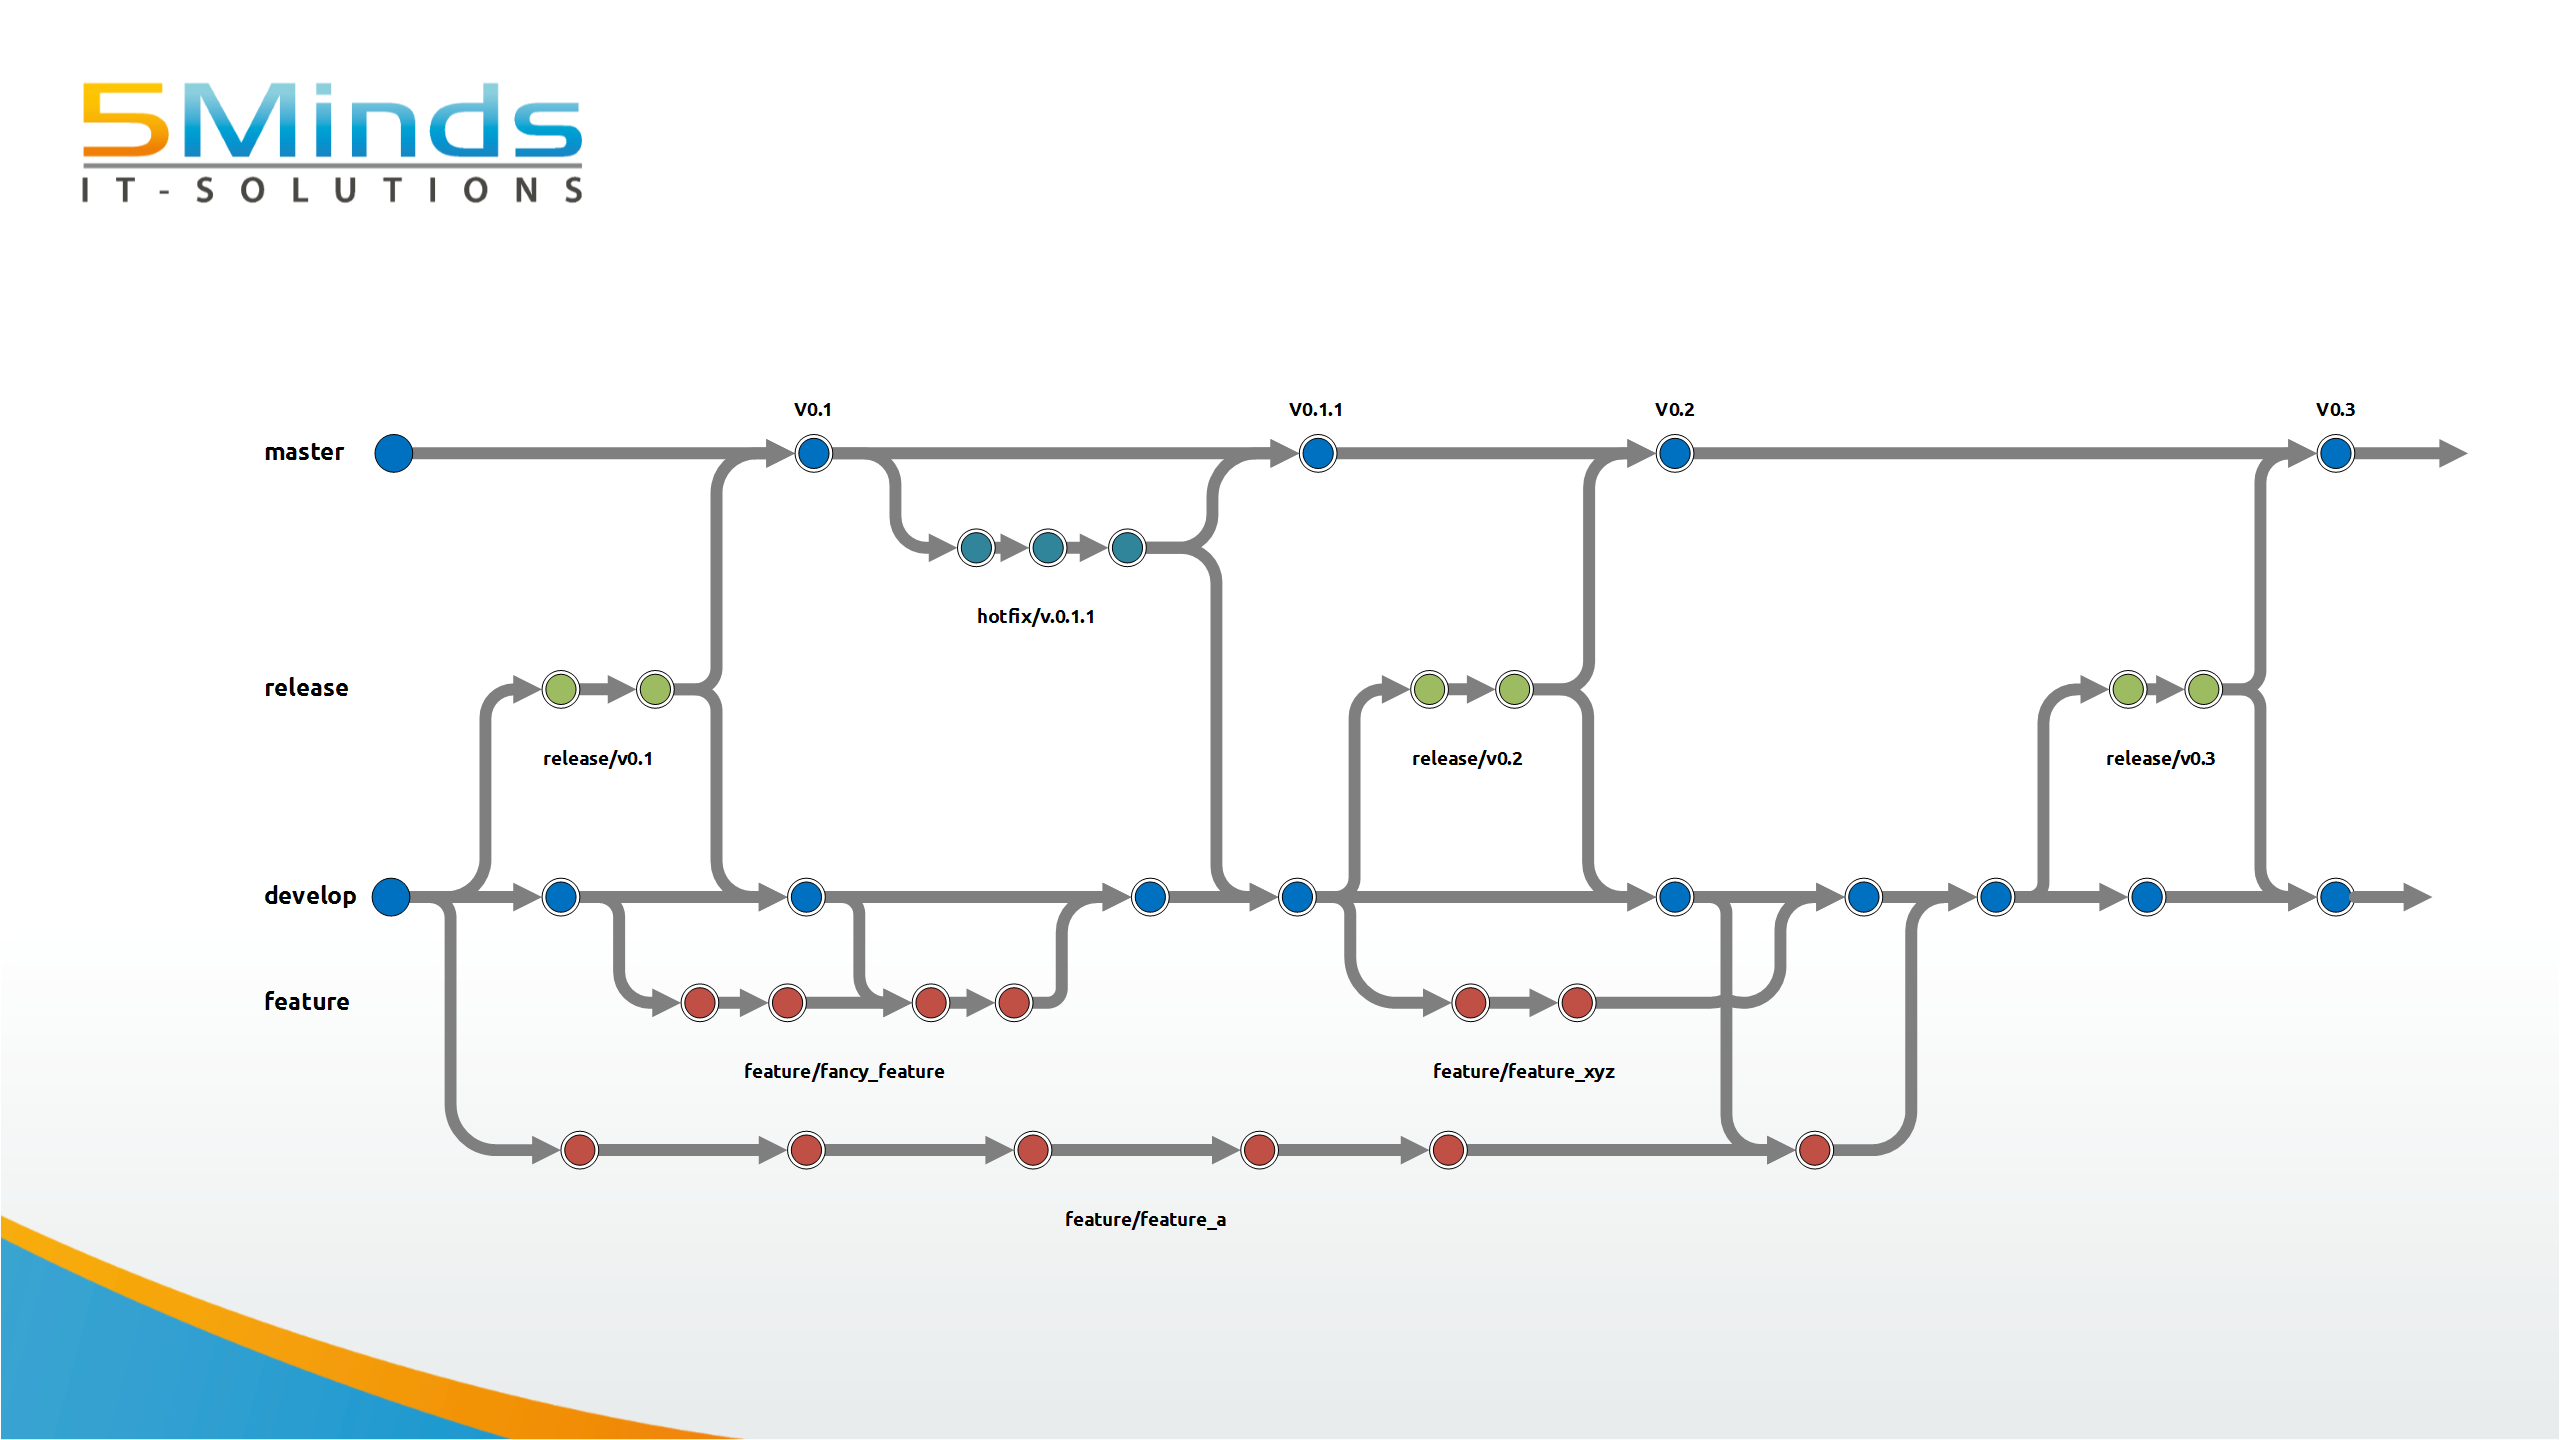 5Minds
IT-SOLUTIONS
V0.1
V0.1.1
V0.2
V0.3
master
hotfix/v.0.1.1
release
release/v0.1
release/v0.2
release/v0.3
develop
feature
feature/fancy_feature
feature/feature_xyz
feature/feature_a